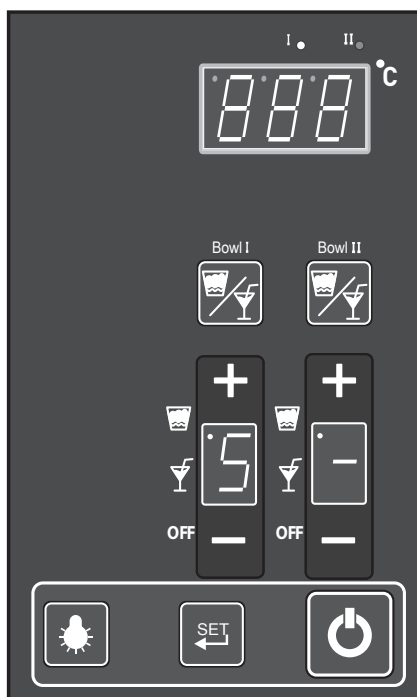 I II
888
°C
Bowl I Bowl II
+ +
5 -
OFF OFF
— —
SET